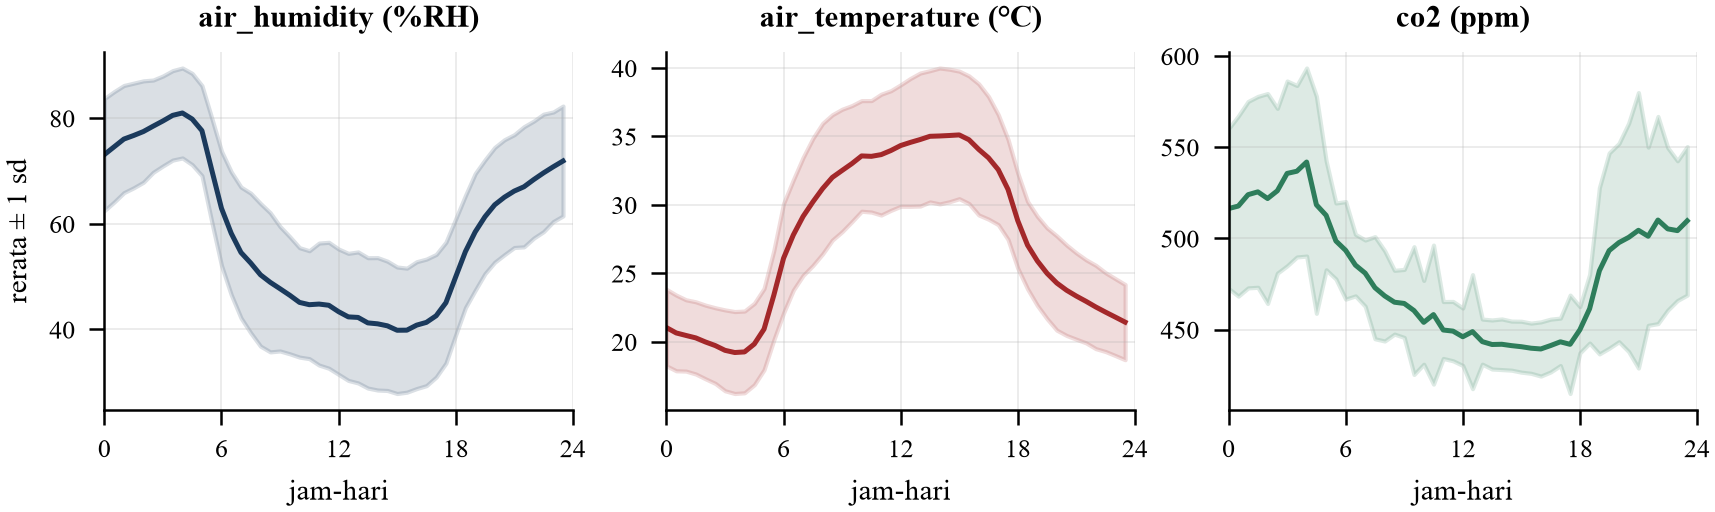 air_humidity (%RH)
air_temperature (°C)
co2 (ppm)
rerata ± 1 sd
80
60
40
0 6 12 18 24
jam-hari
40
35
30
25
20
0 6 12 18 24
jam-hari
600
550
500
450
0 6 12 18 24
jam-hari